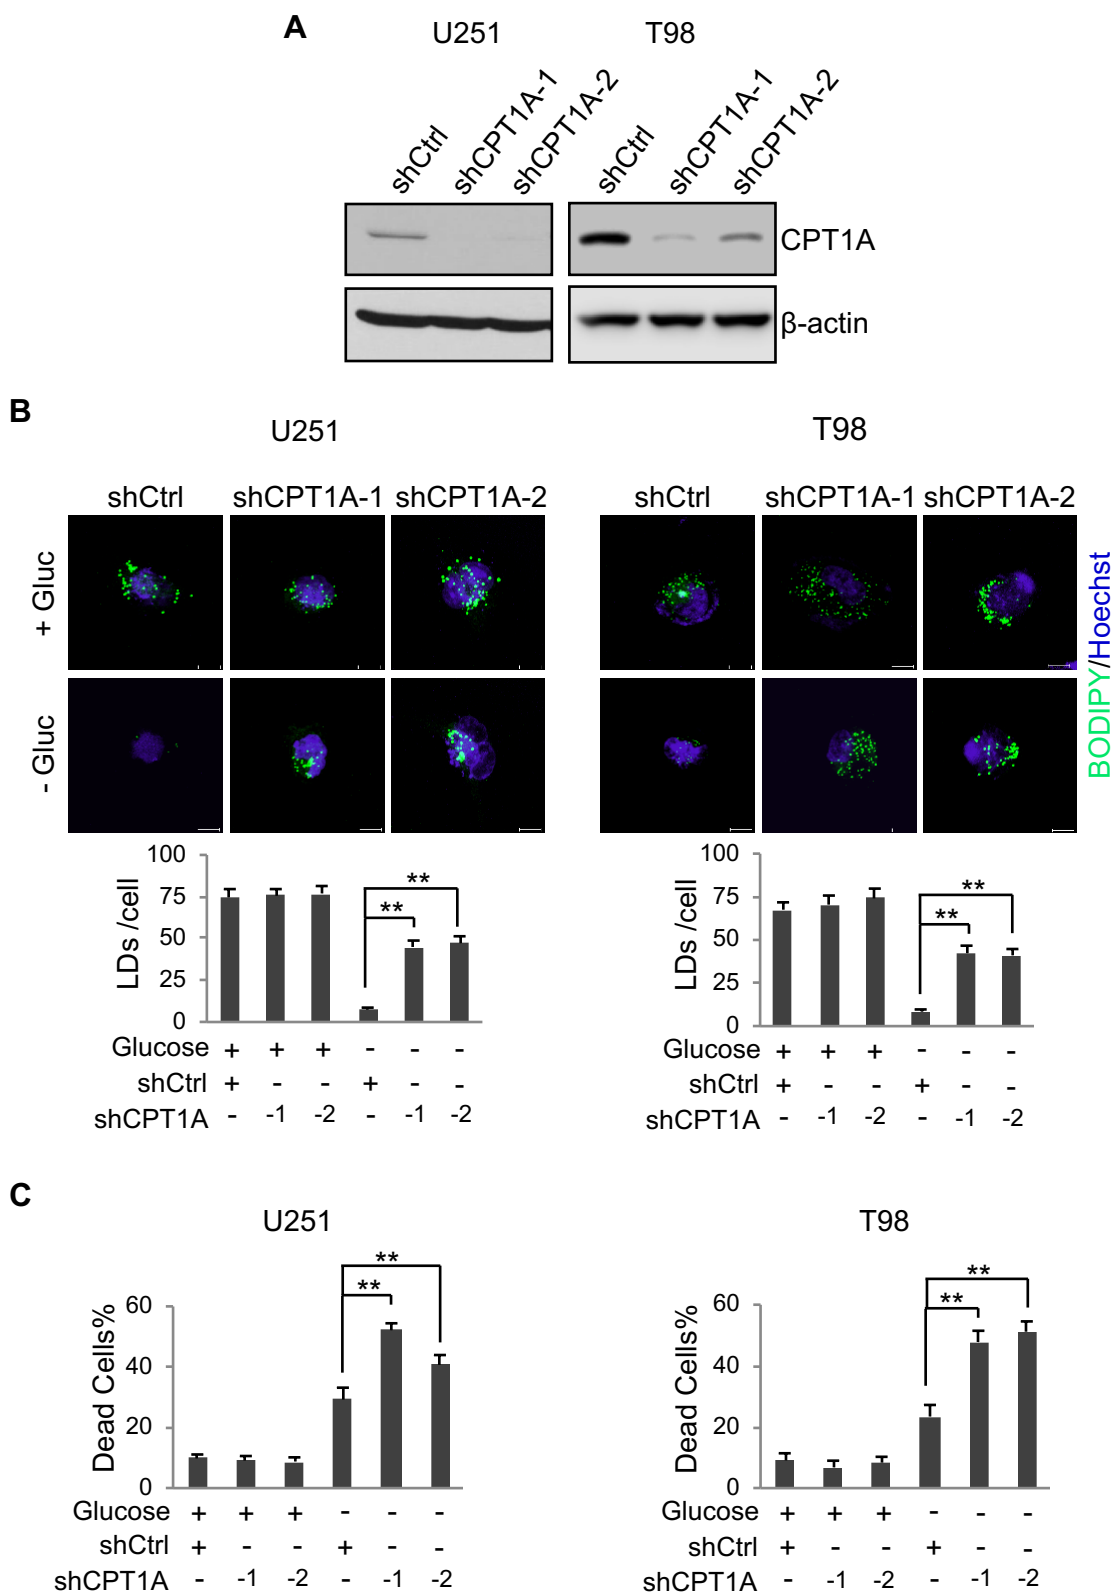 A
U251 T98
shCtrl shCPT1A-1 shCPT1A-2 shCtrl shCPT1A-1 shCPT1A-2
CPT1A
β-actin
B
U251 T98
shCtrl shCPT1A-1 shCPT1A-2 shCtrl shCPT1A-1 shCPT1A-2
+ Gluc
- Gluc
BODIPY/Hoechst
LDs /cell
100
75
50
25
0
** **
Glucose + + + - - -
shCtrl + - - + - -
shCPT1A - -1 -2 - -1 -2
LDs /cell
100
75
50
25
0
** **
Glucose + + + - - -
shCtrl + - - + - -
shCPT1A - -1 -2 - -1 -2
C
U251 T98
Dead Cells%
60
40
20
0
** **
Glucose + + + - - -
shCtrl + - - + - -
shCPT1A - -1 -2 - -1 -2
Dead Cells%
60
40
20
0
** **
Glucose + + + - - -
shCtrl + - - + - -
shCPT1A - -1 -2 - -1 -2